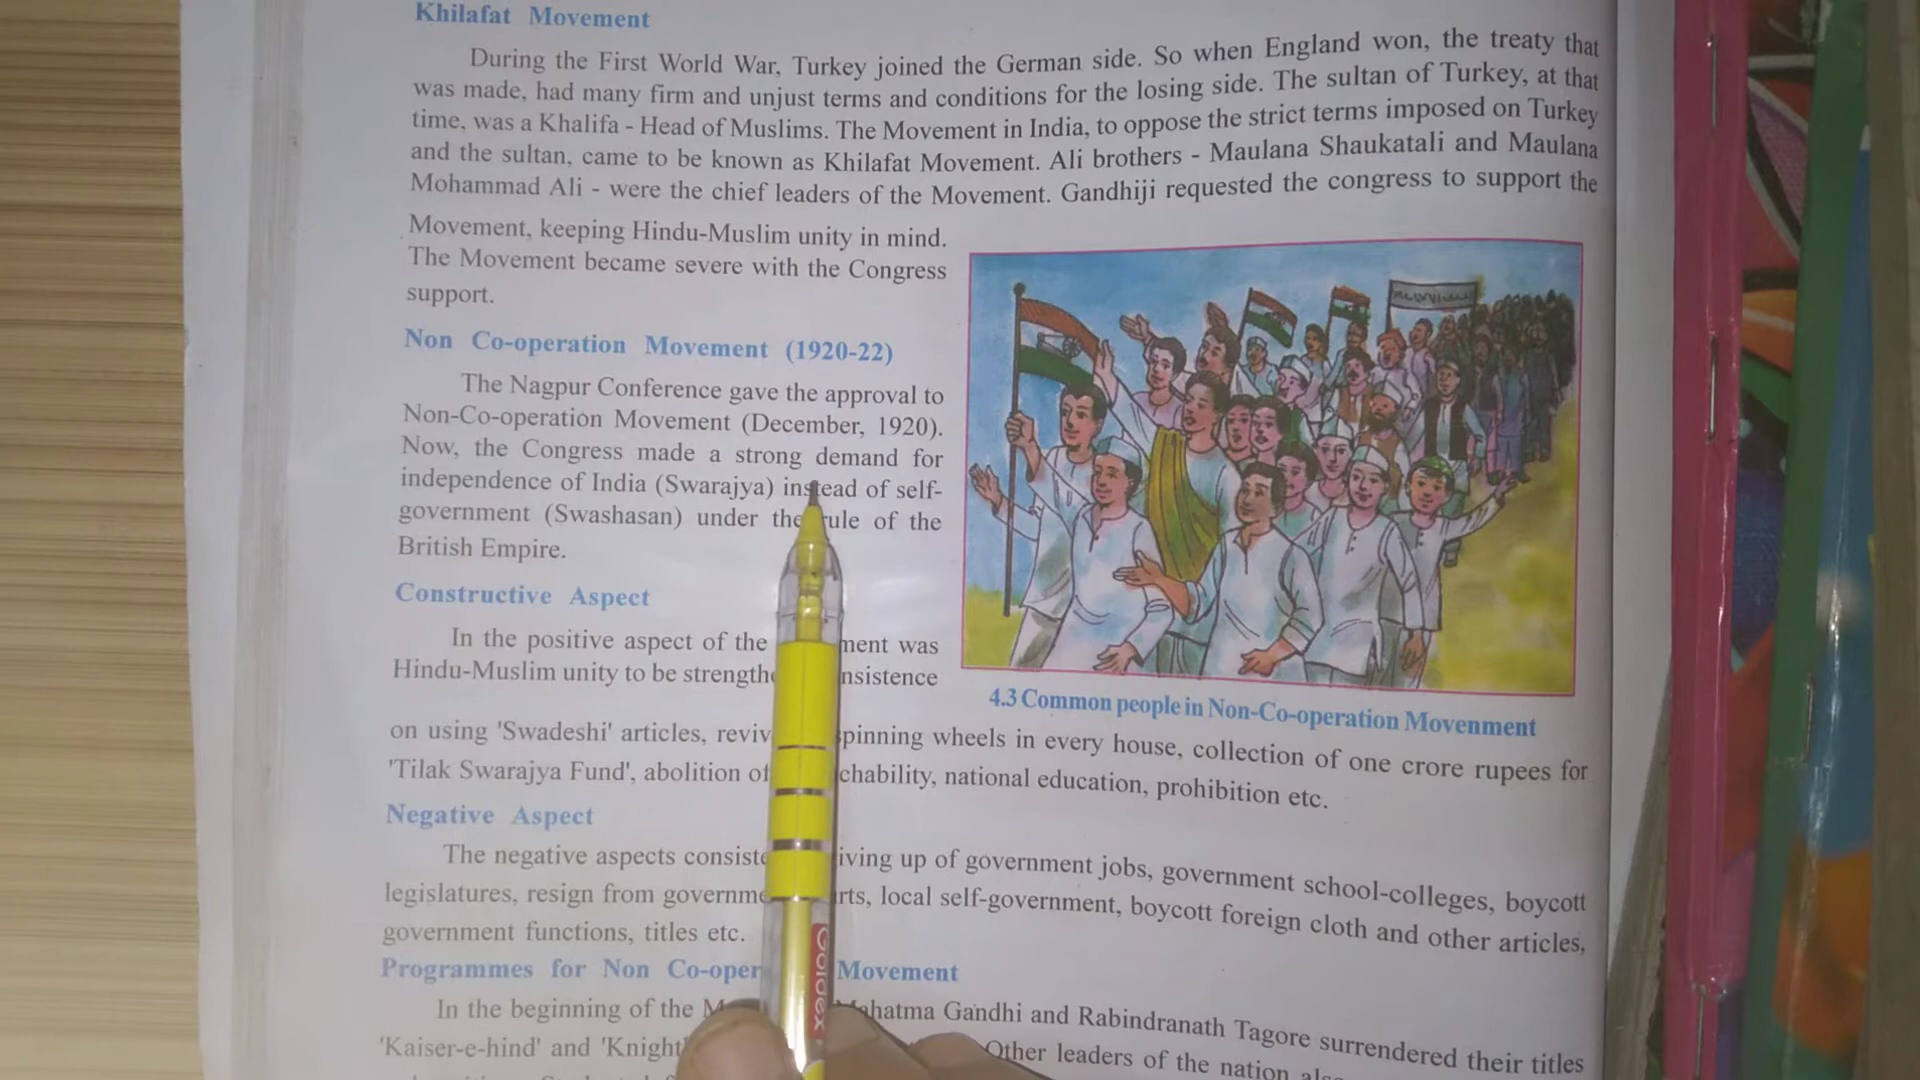 Khilafat Movement
During the First World War, Turkey joined the German side. So when England won, the treaty that
was made, had many firm and unjust terms and conditions for the losing side. The sultan of Turkey, at that
time, was a Khalifa - Head of Muslims. The Movement in India, to oppose the strict terms imposed on Turkey
and the sultan, came to be known as Khilafat Movement. Ali brothers - Maulana Shaukatali and Maulana
Mohammad Ali - were the chief leaders of the Movement. Gandhiji requested the congress to support the
Movement, keeping Hindu-Muslim unity in mind.
The Movement became severe with the Congress
support.
Non Co-operation Movement (1920-22)
The Nagpur Conference gave the approval to
Non-Co-operation Movement (December, 1920).
Now, the Congress made a strong demand for
independence of India (Swarajya) instead of self-
government (Swashasan) under the rule of the
British Empire.
Constructive Aspect
In the positive aspect of the ment was
Hindu-Muslim unity to be strengthe nsistence
4.3 Common people in Non-Co-operation Movenment
on using 'Swadeshi' articles, reviv spinning wheels in every house, collection of one crore rupees for
'Tilak Swarajya Fund', abolition of chability, national education, prohibition etc.
Negative Aspect
The negative aspects consiste iving up of government jobs, government school-colleges, boycott
legislatures, resign from governme rts, local self-government, boycott foreign cloth and other articles,
government functions, titles etc.
Programmes for Non Co-oper Movement
In the beginning of the M Mahatma Gandhi and Rabindranath Tagore surrendered their titles
'Kaiser-e-hind' and 'Knight Other leaders of the nation als
Goldex